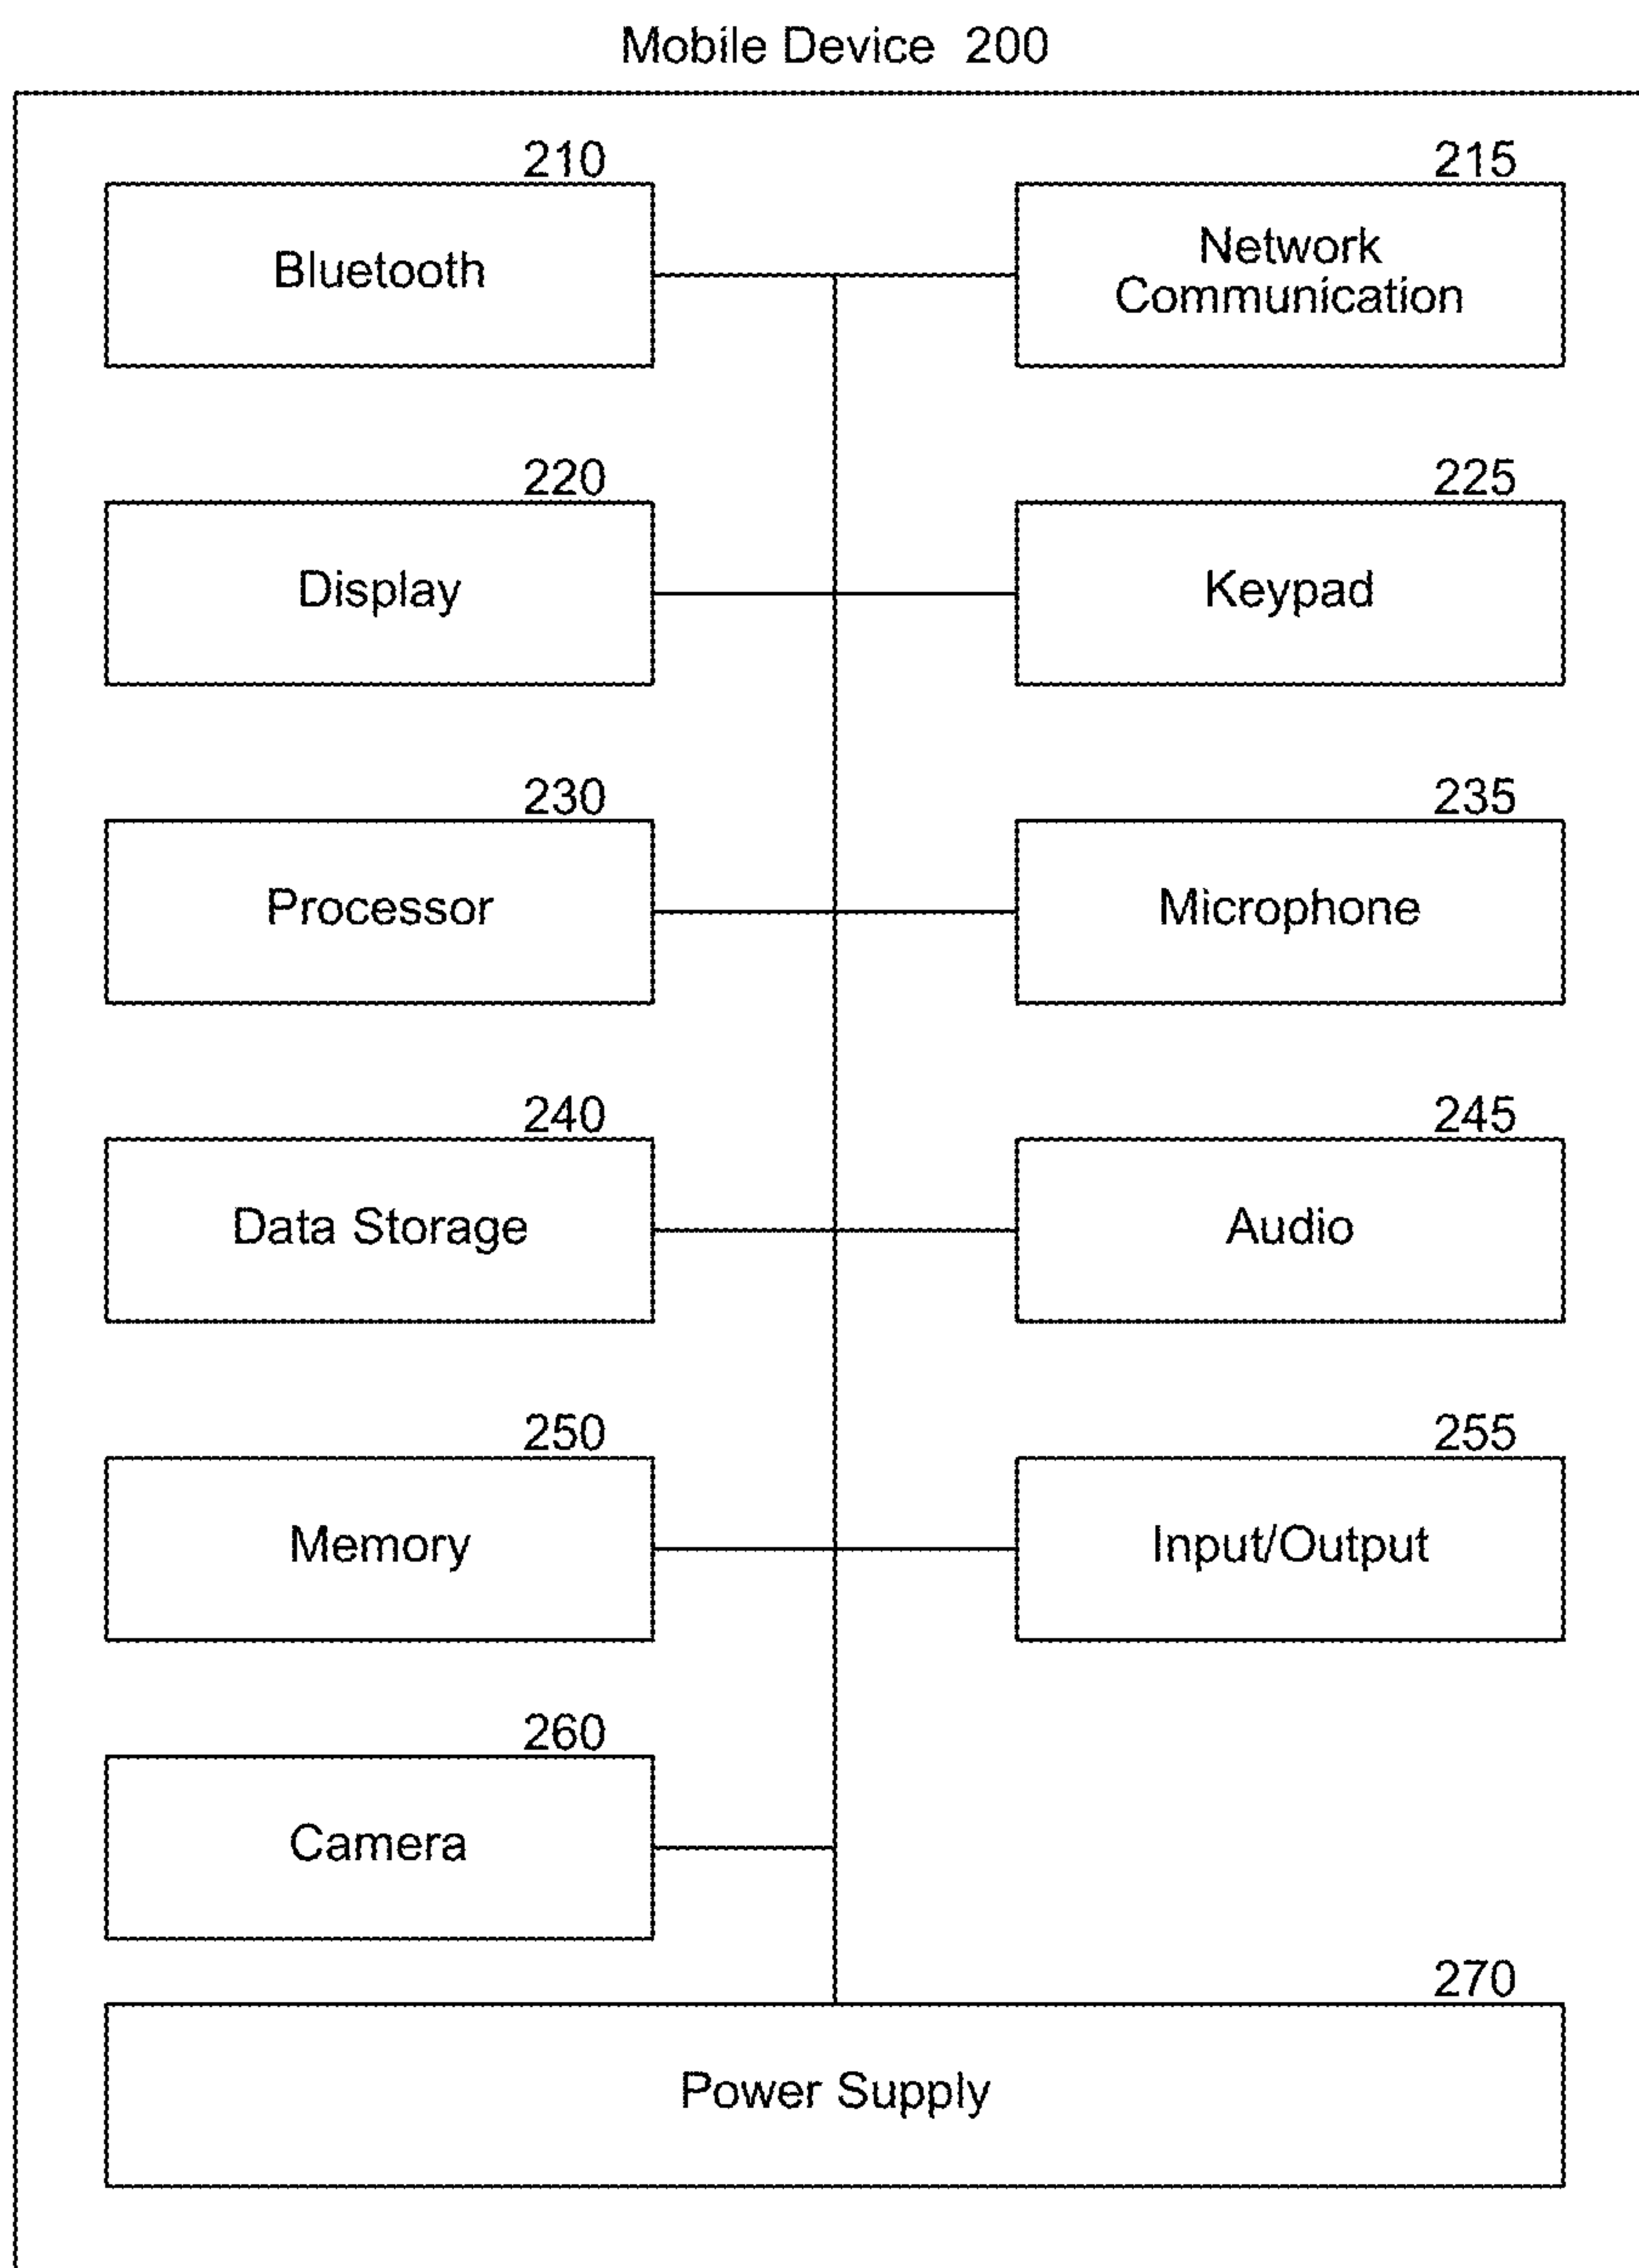 Mobile Device 200
210
Bluetooth
215
Network
Communication
220
Display
225
Keypad
230
Processor
235
Microphone
240
Data Storage
245
Audio
250
Memory
255
Input/Output
260
Camera
270
Power Supply